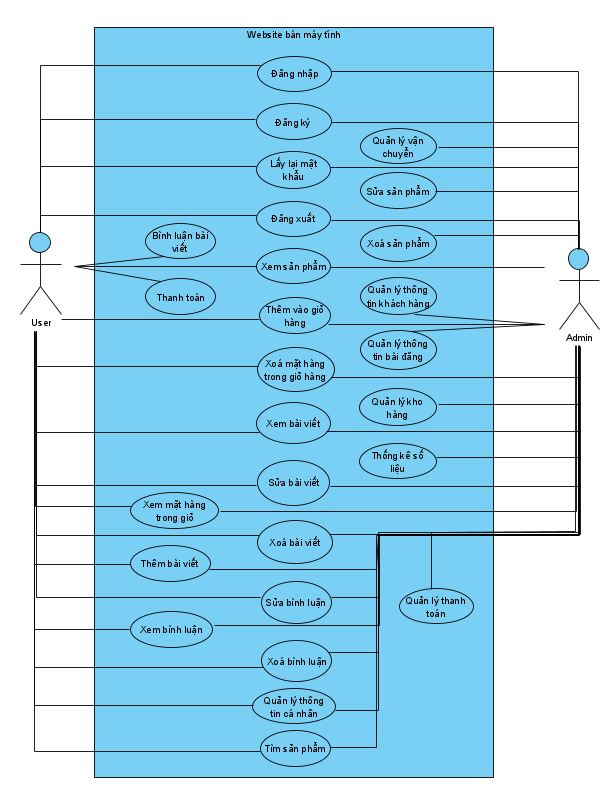 Website bán máy tính
Đăng nhập
Đăng ký
Quản lý vận
chuyển
Lấy lại mật
khẩu
Sửa sản phẩm
Đăng xuất
Bình luận bài
viết
Xoá sản phẩm
Xem sản phẩm
Thanh toán
Quản lý thông
tin khách hàng
User
Thêm vào giỏ
hàng
Admin
Quản lý thông
tin bài đăng
Xoá mặt hàng
trong giỏ hàng
Quản lý kho
hàng
Xem bài viết
Thống kê số
liệu
Sửa bài viết
Xem mặt hàng
trong giỏ
Xoá bài viết
Thêm bài viết
Sửa bình luận
Quản lý thanh
toán
Xem bình luận
Xoá bình luận
Quản lý thông
tin cá nhân
Tìm sản phẩm